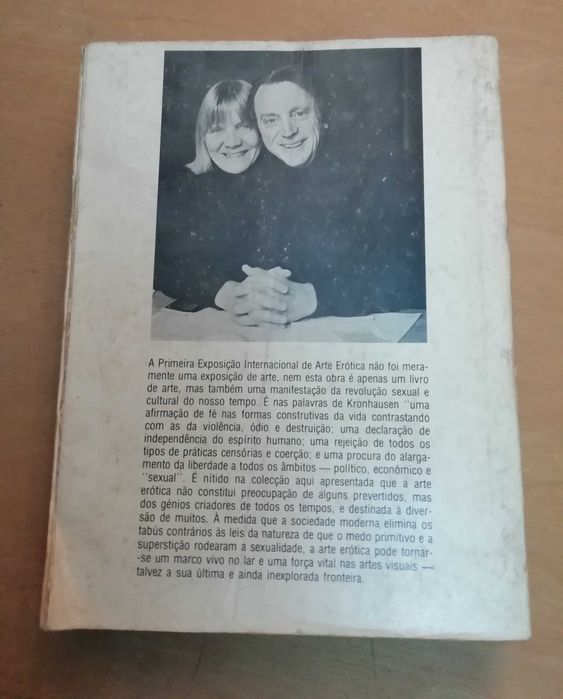 A Primeira Exposição Internacional de Arte Erótica não foi mera-
mente uma exposição de arte, nem esta obra é apenas um livro
de arte, mas também uma manifestação da revolução sexual e
cultural do nosso tempo. É nas palavras de Kronhausen "uma
afirmação de fé nas formas construtivas da vida contrastando
com as da violência, ódio e destruição; uma declaração de
independência do espírito humano; uma rejeição de todos os
tipos de práticas censórias e coerção; e uma procura do alarga-
mento da liberdade a todos os âmbitos — político, económico e
"sexual". É nítido na colecção aqui apresentada que a arte
erótica não constitui preocupação de alguns prevertidos, mas
dos génios criadores de todos os tempos, e destinada à diver-
são de muitos. À medida que a sociedade moderna elimina os
tabús contrários às leis da natureza de que o medo primitivo e a
superstição rodearam a sexualidade, a arte erótica pode tornar-
-se um marco vivo no lar e uma força vital nas artes visuais —
talvez a sua última e ainda inexplorada fronteira.